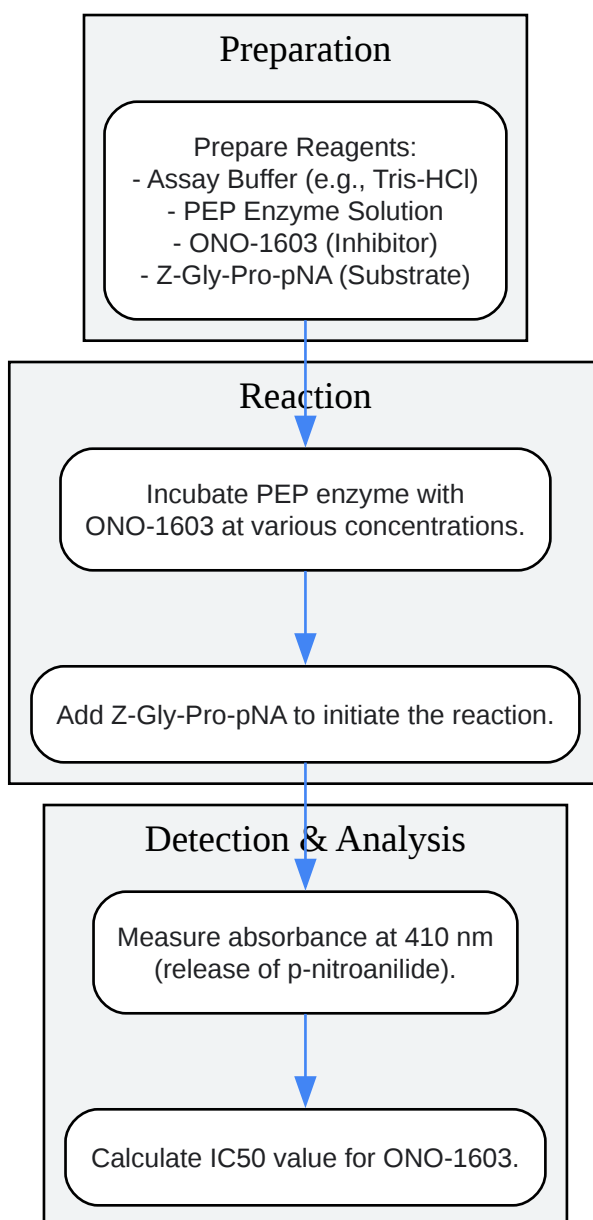 Preparation
Prepare Reagents:
- Assay Buffer (e.g., Tris-HCl)
- PEP Enzyme Solution
- ONO-1603 (Inhibitor)
- Z-Gly-Pro-pNA (Substrate)
Reaction
Incubate PEP enzyme with
ONO-1603 at various concentrations.
Add Z-Gly-Pro-pNA to initiate the reaction.
Detection & Analysis
Measure absorbance at 410 nm
(release of p-nitroanilide).
Calculate IC50 value for ONO-1603.